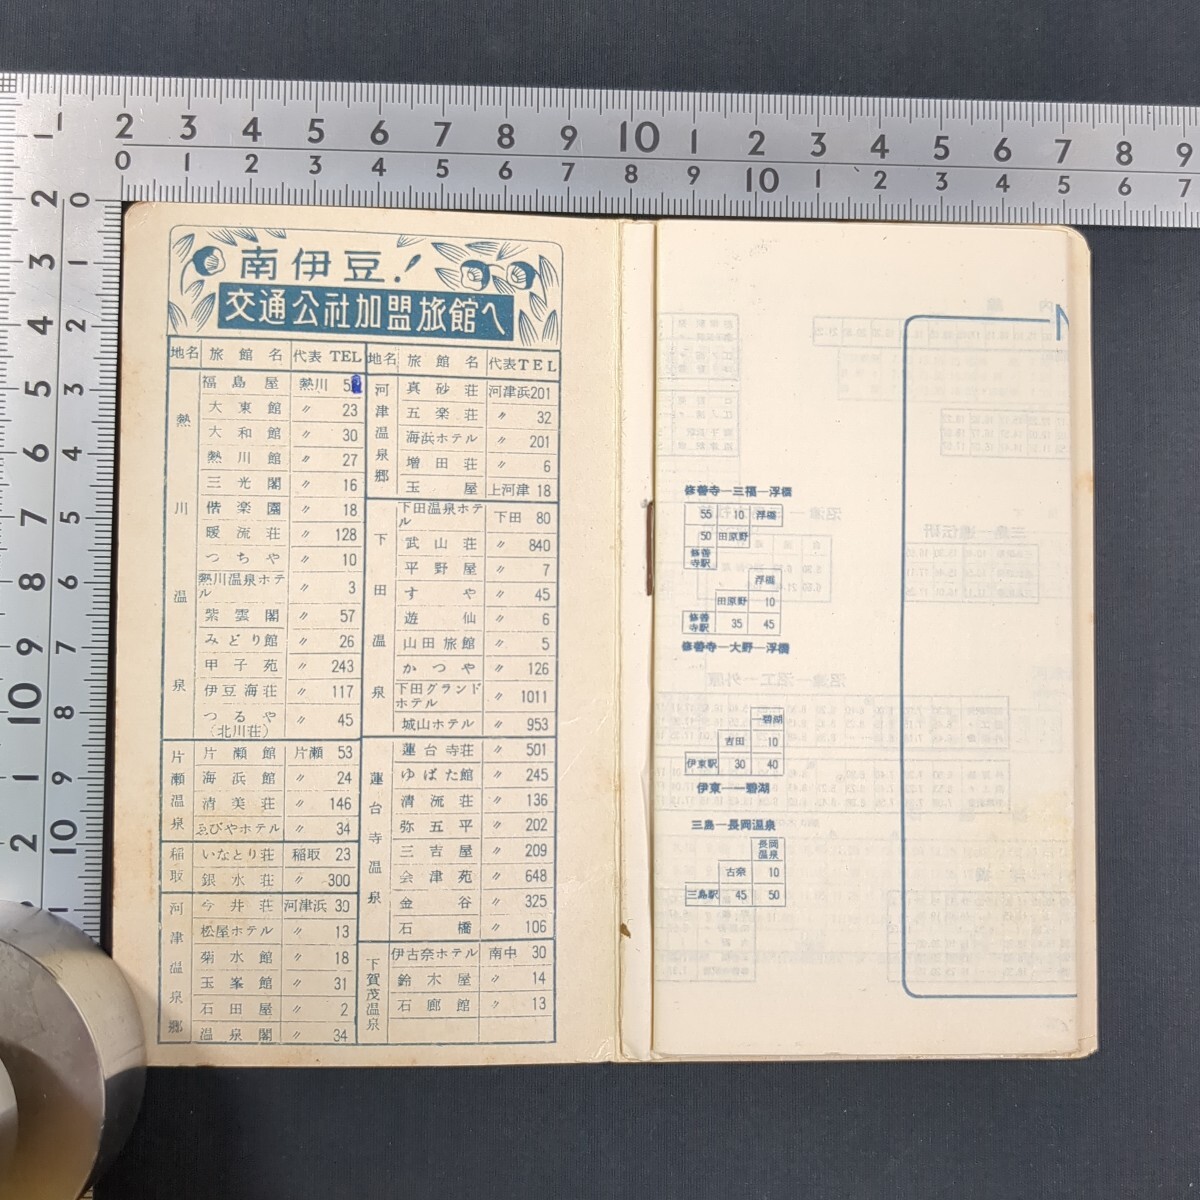 南伊豆!
交通公社加盟旅館へ
地名 旅館名 代表TEL
熱川温泉
福島屋 熱川
大東館 〃 23
大和館 〃 30
熱川館 〃 27
三光閣 〃 16
偕楽園 〃 18
暖流荘 〃 128
つちや 〃 10
熱川温泉ホテル 〃 3
紫雲閣 〃 57
みどり館 〃 26
甲子苑 〃 243
伊豆海荘 〃 117
つるや(北川荘) 〃 45
片瀬温泉
片瀬館 片瀬 53
海浜館 〃 24
清美荘 〃 146
ゑびやホテル 〃 34
稲取
いなとり荘 稲取 23
銀水荘 〃 300
河津温泉郷
今井荘 河津浜 30
松屋ホテル 〃 13
菊水館 〃 18
玉峯館 〃 31
石田屋 〃 2
温泉閣 〃 34
地名 旅館名 代表TEL
河津温泉郷
真砂荘 河津浜201
五楽荘 〃 32
海浜ホテル 〃 201
増田荘 〃 6
玉屋 上河津 18
下田温泉
下田温泉ホテル 下田 80
武山荘 〃 840
平野屋 〃 7
すや 〃 45
遊仙 〃 6
山田旅館 〃 5
かつや 〃 126
下田グランドホテル 〃 1011
城山ホテル 〃 953
蓮台寺温泉
蓮台寺荘 〃 501
ゆばた館 〃 245
清流荘 〃 136
弥五平 〃 202
三吉屋 〃 209
会津苑 〃 648
金谷 〃 325
石橋 〃 106
下賀茂温泉
伊古奈ホテル 南中 30
鈴木屋 〃 14
石廊館 〃 13
修善寺―三福―浮橋
55 10 浮橋
50 田原野
修善寺駅
浮橋
田原野 10
修善寺駅 35 45
修善寺―大野―浮橋
一碧湖
吉田 10
伊東駅 30 40
伊東―一碧湖
三島―長岡温泉
長岡温泉
古奈 10
三島駅 45 50